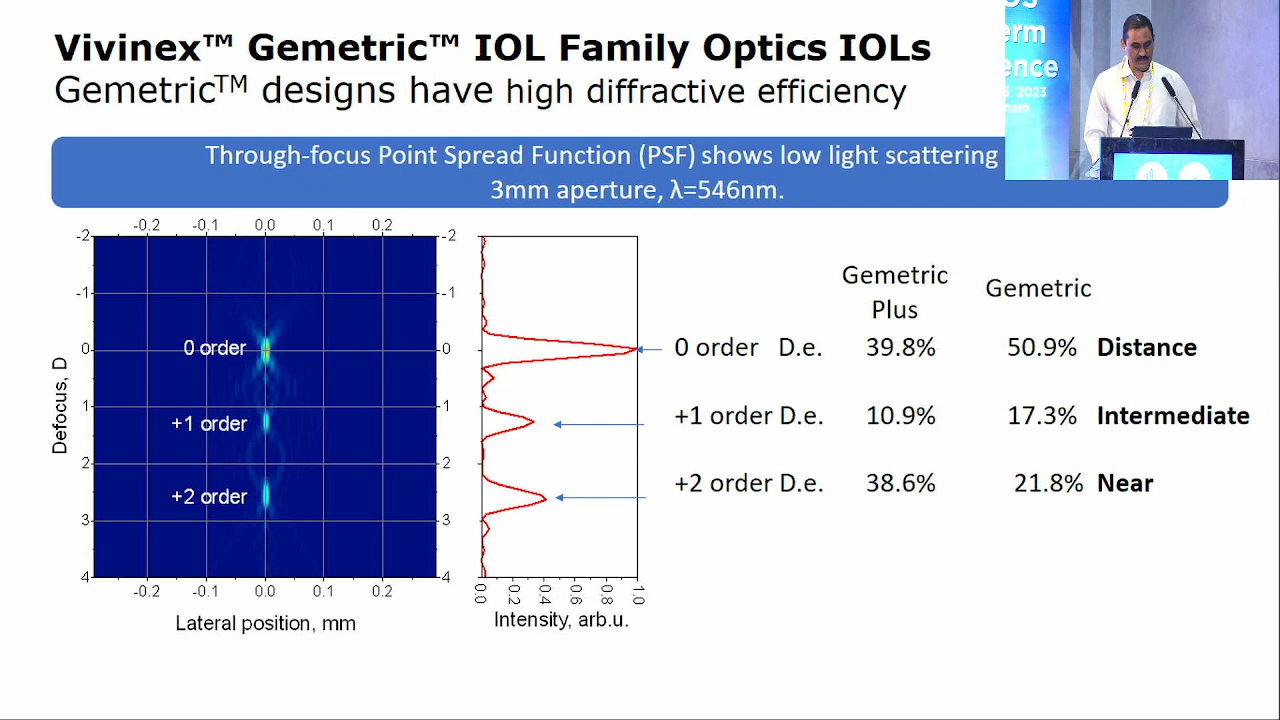 Vivinex™ Gemetric™ IOL Family Optics IOLs
Gemetric™ designs have high diffractive efficiency
Through-focus Point Spread Function (PSF) shows low light scattering
3mm aperture, λ=546nm.
erm
ence
2023
-0.2 -0.1 0.0 0.1 0.2
-2 -1 0 1 2 3 4
Defocus, D
0 order
+1 order
+2 order
-2 -1 0 1 2 3 4
-0.2 -0.1 0.0 0.1 0.2
Lateral position, mm
0.0 0.2 0.4 0.6 0.8 1.0
Intensity, arb.u.
Gemetric Plus Gemetric
0 order D.e. 39.8% 50.9% Distance
+1 order D.e. 10.9% 17.3% Intermediate
+2 order D.e. 38.6% 21.8% Near